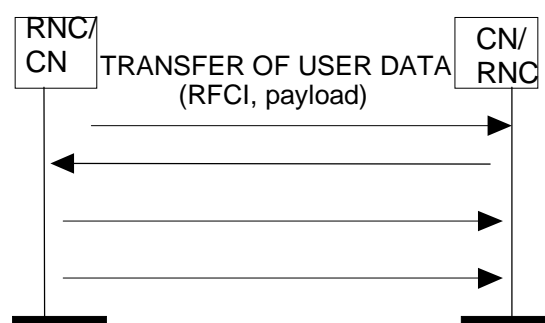 RNC/
CN
TRANSFER OF USER DATA
(RFCI, payload)
CN/
RNC